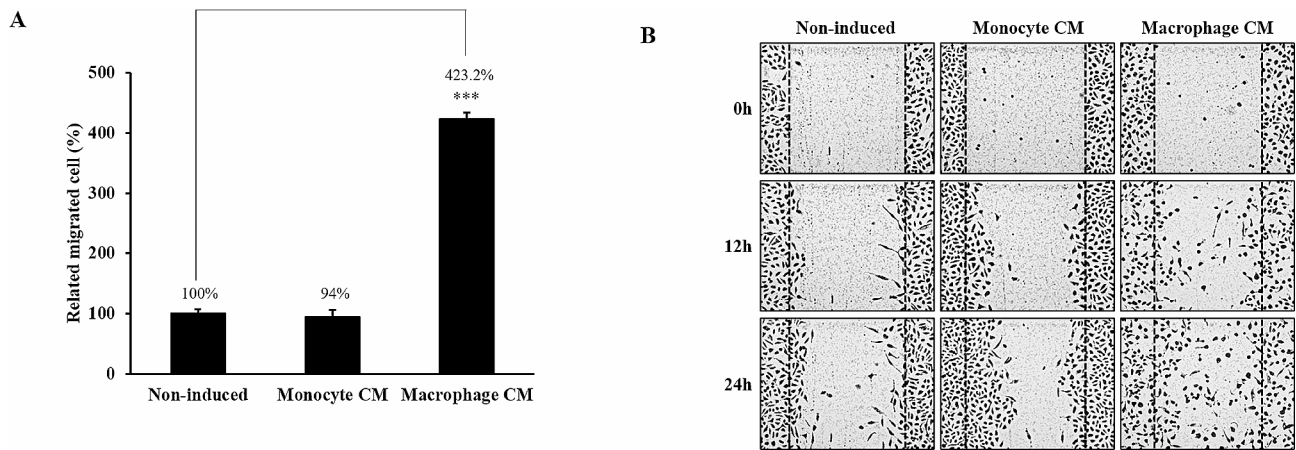 A
Related migrated cell (%)
500
400
300
200
100
0
100%
94%
423.2%
***
Non-induced
Monocyte CM
Macrophage CM
B
Non-induced
Monocyte CM
Macrophage CM
0h
12h
24h